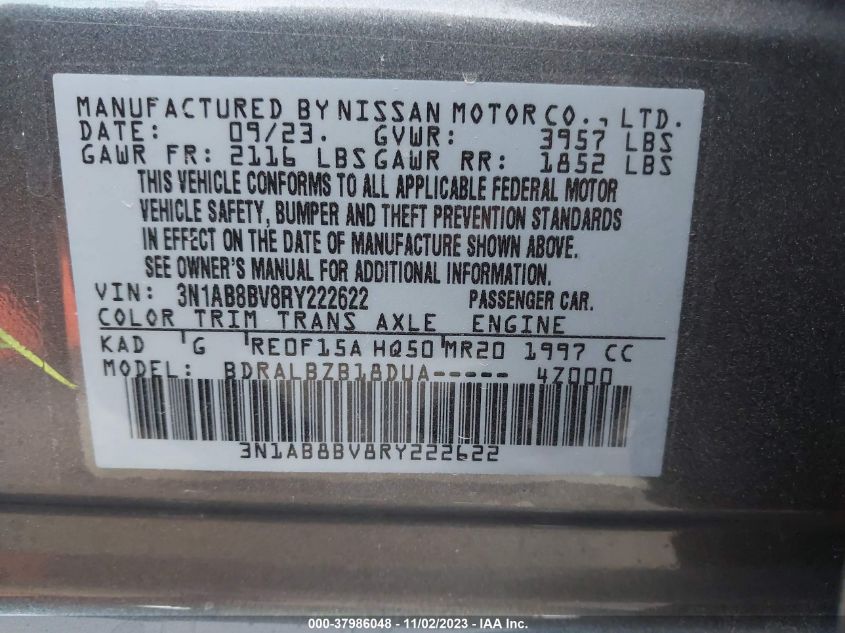 MANUFACTURED BY NISSAN MOTOR CO., LTD.
DATE: 09/23. GVWR: 3957 LBS
GAWR FR: 2116 LBS GAWR RR: 1852 LBS
THIS VEHICLE CONFORMS TO ALL APPLICABLE FEDERAL MOTOR
VEHICLE SAFETY, BUMPER AND THEFT PREVENTION STANDARDS
IN EFFECT ON THE DATE OF MANUFACTURE SHOWN ABOVE.
SEE OWNER'S MANUAL FOR ADDITIONAL INFORMATION.
VIN: 3N1AB8BV8RY222622 PASSENGER CAR.
COLOR TRIM TRANS AXLE ENGINE
KAD G RE0F15A HQ50 MR20 1997 CC
MODEL: BDRALBZB18DUA----- 4Z000
3N1AB8BV8RY222622
000-37986048 - 11/02/2023 - IAA Inc.